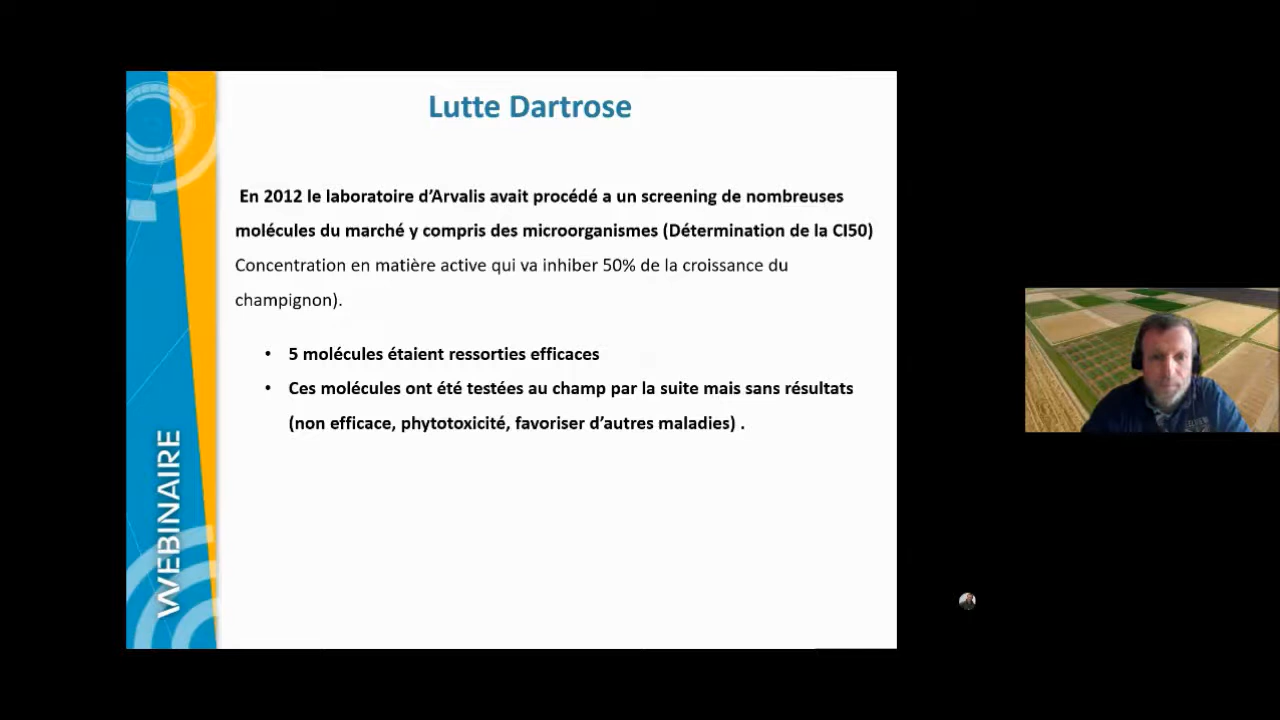 Lutte Dartrose
En 2012 le laboratoire d’Arvalis avait procédé a un screening de nombreuses
molécules du marché y compris des microorganismes (Détermination de la CI50)
Concentration en matière active qui va inhiber 50% de la croissance du
champignon).
• 5 molécules étaient ressorties efficaces
• Ces molécules ont été testées au champ par la suite mais sans résultats
(non efficace, phytotoxicité, favoriser d’autres maladies) .
WEBINAIRE